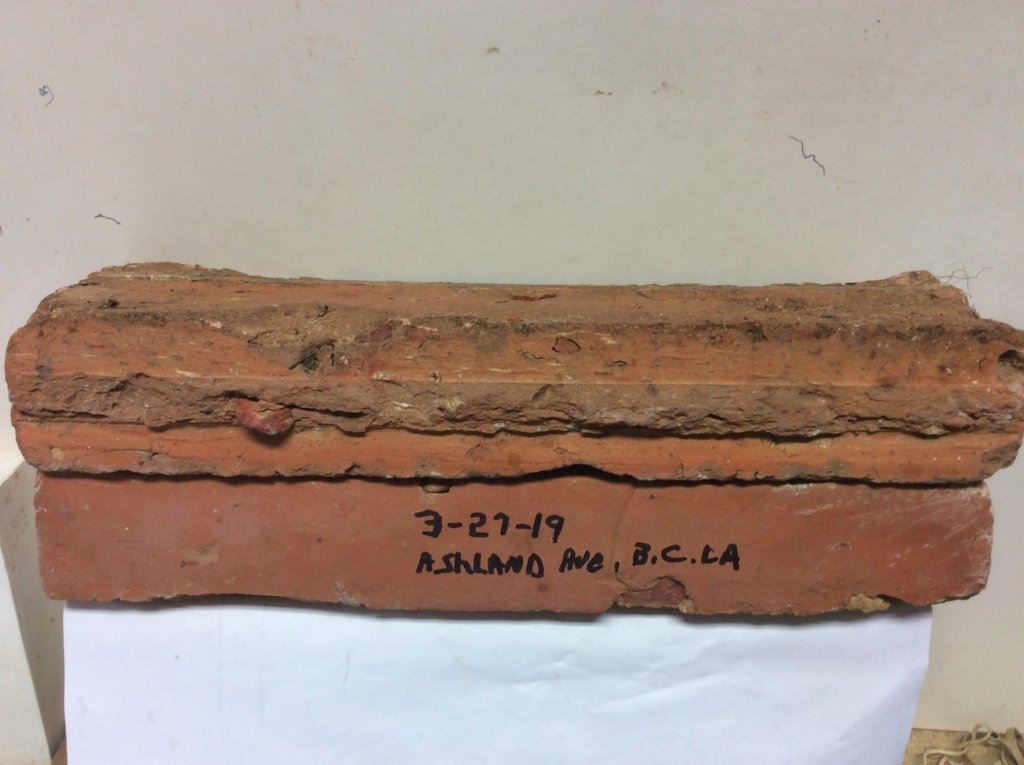 3-27-19
ASHLAND AVE, B.C. LA